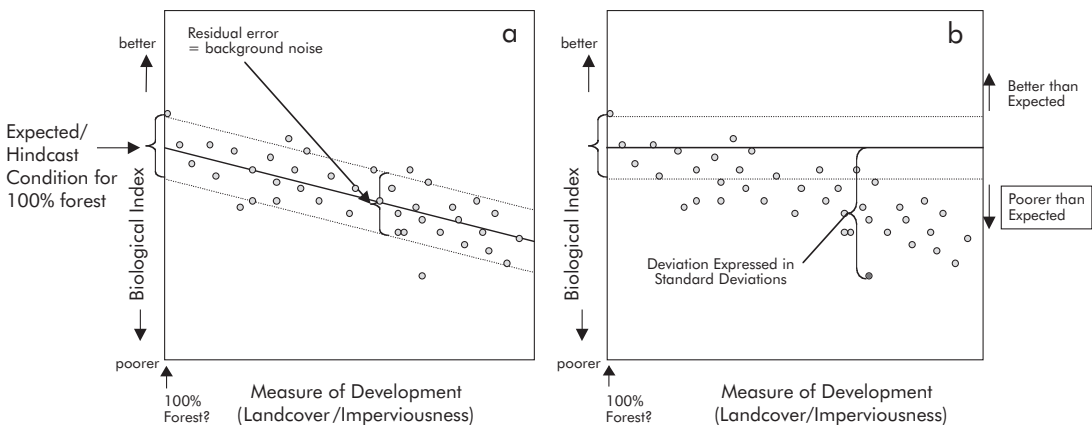 a
Residual error
= background noise
better
Expected/
Hindcast
Condition for
100% forest
Biological Index
poorer
100%
Forest?
Measure of Development
(Landcover/Imperviousness)
b
better
Better than
Expected
Poorer than
Expected
Biological Index
Deviation Expressed in
Standard Deviations
poorer
100%
Forest?
Measure of Development
(Landcover/Imperviousness)